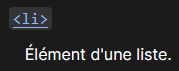 <li>
Élément d'une liste.